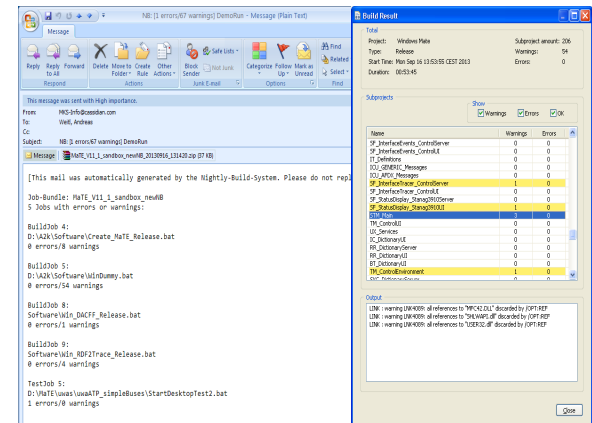 NB: [1 errors/67 warnings] DemoRun - Message (Plain Text)
Message
Reply
Reply to All
Forward
Delete
Move to Folder
Create Rule
Other Actions
Block Sender
Safe Lists
Not Junk
Categorize
Follow Up
Mark as Unread
Find
Related
Select
Respond
Actions
Junk E-mail
Options
Find
This message was sent with High importance.
From: MKS-Info@cassidian.com
To: Weitl, Andreas
Cc:
Subject: NB: [1 errors/67 warnings] DemoRun
Message
MaTE_V11_1_sandbox_newNB_20130916_131420.zip (37 KB)
[This mail was automatically generated by the Nightly-Build-System. Please do not repl
Job-Bundle: MaTE_V11_1_sandbox_newNB
5 Jobs with errors or warnings:
BuildJob 4:
D:\A2k\Software\Create_MaTE_Release.bat
0 errors/8 warnings
BuildJob 5:
D:\A2k\Software\WinDummy.bat
0 errors/54 warnings
BuildJob 8:
Software\Win_DACFF_Release.bat
0 errors/1 warnings
BuildJob 9:
Software\Win_RDF2Trace_Release.bat
0 errors/4 warnings
TestJob 5:
D:\MaTE\uwas\uwaATP_simpleBuses\StartDesktopTest2.bat
1 errors/0 warnings
Build Result
Total
Project: Windows Mate Subproject amount: 206
Type: Release Warnings: 54
Start Time: Mon Sep 16 13:53:55 CEST 2013 Errors: 0
Duration: 00:53:45
Subprojects
Show
Warnings Errors OK
Name Warnings Errors
SF_InterfaceEvents_ControlServer 0 0
SF_InterfaceEvents_ControlUI 0 0
IT_Definitions 0 0
IOU_GENERIC_Messages 0 0
IOU_APEX_Messages 0 0
SF_InterfaceTracer_ControlServer 1 0
SF_InterfaceTracer_ControlUI 0 0
SF_StatusDisplay_Stanag3910Server 0 0
SF_StatusDisplay_Stanag3910UI 1 0
STM_Main 3 0
TM_ControlUI 0 0
UX_Services 0 0
IC_DictionaryUI 0 0
RR_DictionaryServer 0 0
RR_DictionaryUI 0 0
BT_DictionaryUI 0 0
TM_ControlEnvironment 1 0
Output
LINK : warning LNK4089: all references to "MFC42.DLL" discarded by /OPT:REF
LINK : warning LNK4089: all references to "SHLWAPI.dll" discarded by /OPT:REF
LINK : warning LNK4089: all references to "USER32.dll" discarded by /OPT:REF
Close